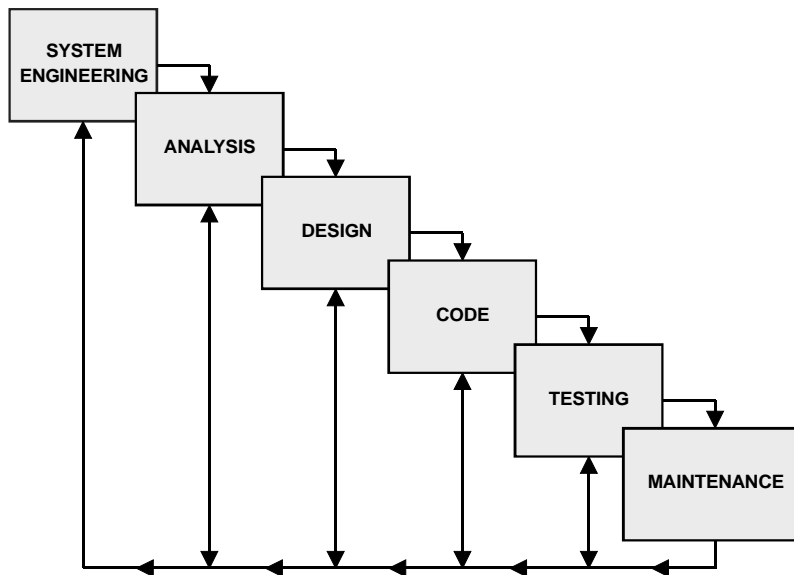 SYSTEM
ENGINEERING
ANALYSIS
DESIGN
CODE
TESTING
MAINTENANCE